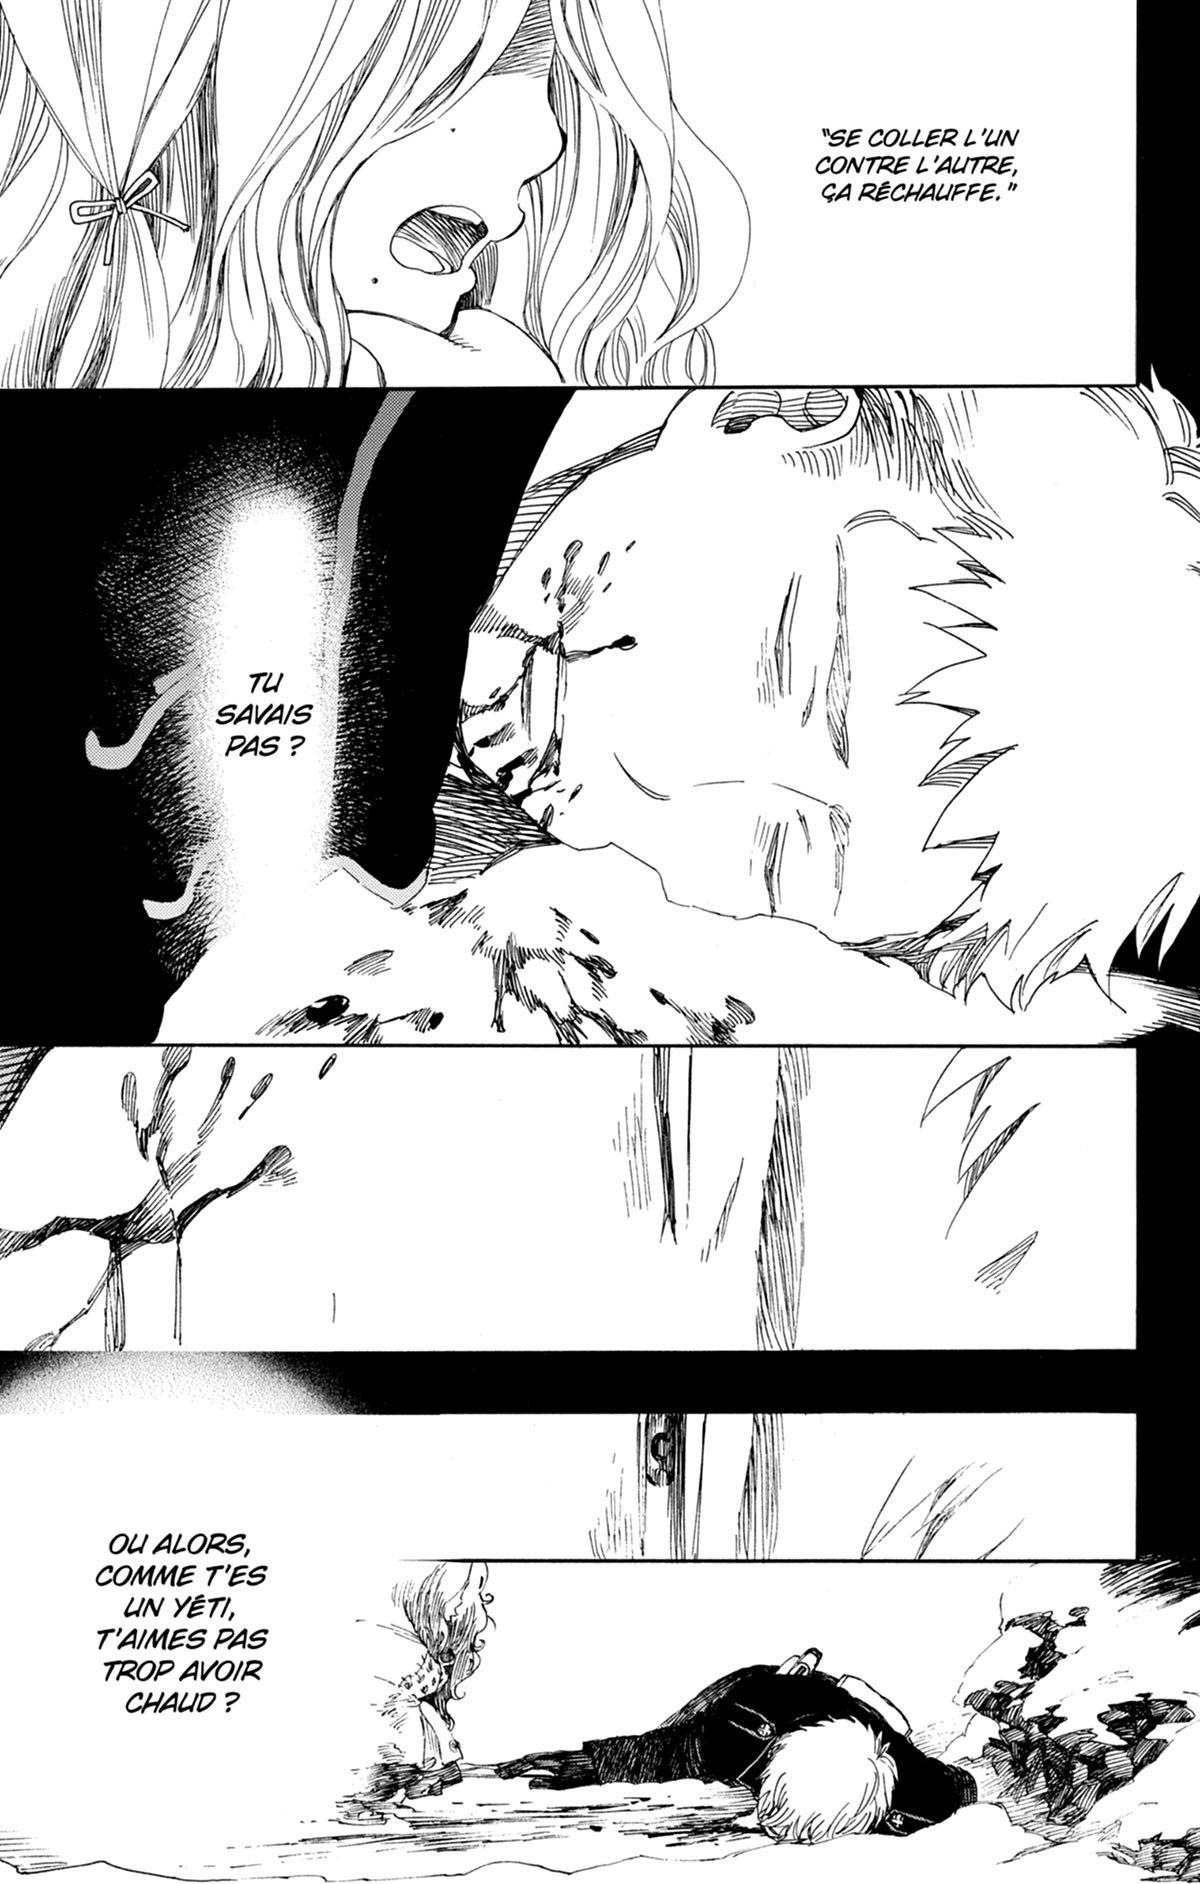 "SE COLLER L'UN
CONTRE L'AUTRE,
ÇA RÉCHAUFFE."
TU
SAVAIS
PAS ?
OU ALORS,
COMME T'ES
UN YÉTI,
T'AIMES PAS
TROP AVOIR
CHAUD ?